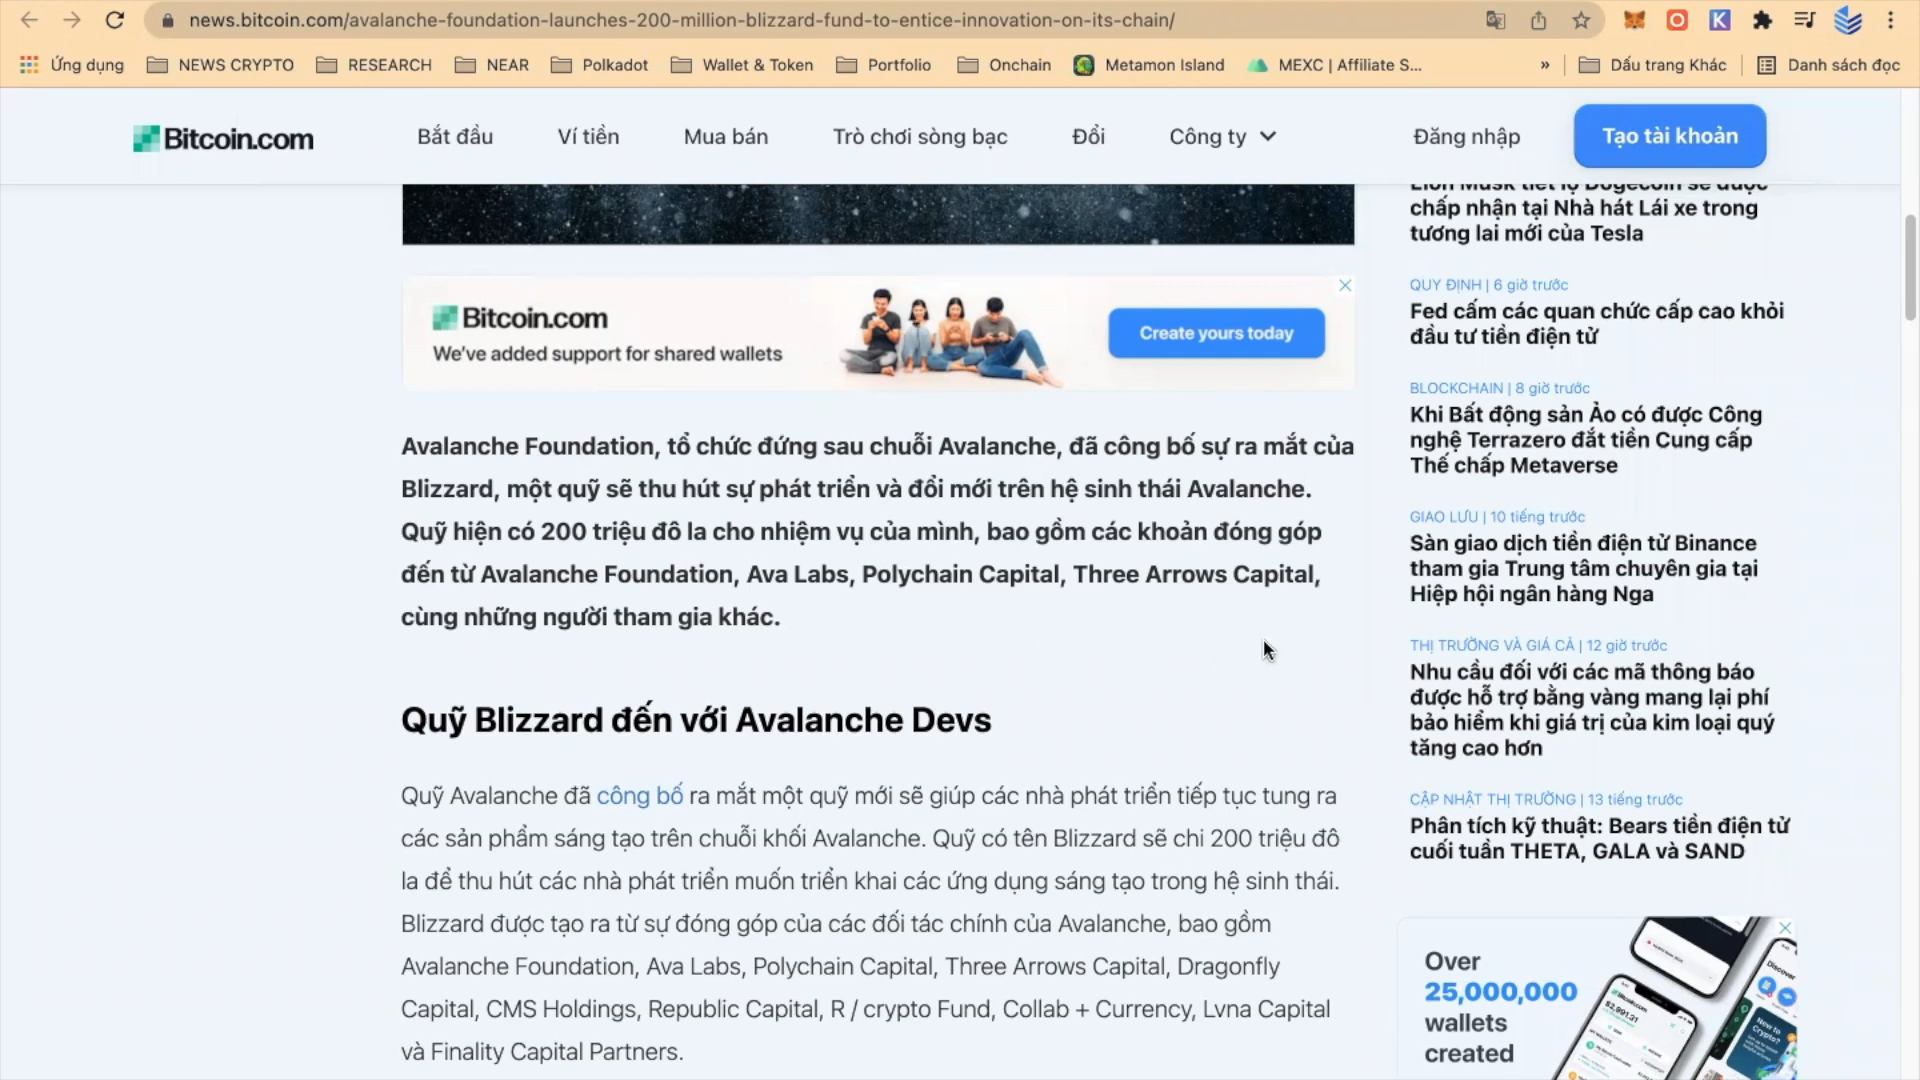 news.bitcoin.com/avalanche-foundation-launches-200-million-blizzard-fund-to-entice-innovation-on-its-chain/
Ứng dụng NEWS CRYPTO RESEARCH NEAR Polkadot Wallet & Token Portfolio Onchain Metamon Island MEXC | Affiliate S... » Dấu trang Khác Danh sách đọc
Bitcoin.com Bắt đầu Ví tiền Mua bán Trò chơi sòng bạc Đổi Công ty Đăng nhập Tạo tài khoản
Bitcoin.com
We've added support for shared wallets
Create yours today
Avalanche Foundation, tổ chức đứng sau chuỗi Avalanche, đã công bố sự ra mắt của
Blizzard, một quỹ sẽ thu hút sự phát triển và đổi mới trên hệ sinh thái Avalanche.
Quỹ hiện có 200 triệu đô la cho nhiệm vụ của mình, bao gồm các khoản đóng góp
đến từ Avalanche Foundation, Ava Labs, Polychain Capital, Three Arrows Capital,
cùng những người tham gia khác.
Quỹ Blizzard đến với Avalanche Devs
Quỹ Avalanche đã công bố ra mắt một quỹ mới sẽ giúp các nhà phát triển tiếp tục tung ra
các sản phẩm sáng tạo trên chuỗi khối Avalanche. Quỹ có tên Blizzard sẽ chi 200 triệu đô
la để thu hút các nhà phát triển muốn triển khai các ứng dụng sáng tạo trong hệ sinh thái.
Blizzard được tạo ra từ sự đóng góp của các đối tác chính của Avalanche, bao gồm
Avalanche Foundation, Ava Labs, Polychain Capital, Three Arrows Capital, Dragonfly
Capital, CMS Holdings, Republic Capital, R / crypto Fund, Collab + Currency, Lvna Capital
và Finality Capital Partners.
Elon Musk tiết lộ Dogecoin sẽ được
chấp nhận tại Nhà hát Lái xe trong
tương lai mới của Tesla
QUY ĐỊNH | 6 giờ trước
Fed cấm các quan chức cấp cao khỏi
đầu tư tiền điện tử
BLOCKCHAIN | 8 giờ trước
Khi Bất động sản Ảo có được Công
nghệ Terrazero đắt tiền Cung cấp
Thế chấp Metaverse
GIAO LƯU | 10 tiếng trước
Sàn giao dịch tiền điện tử Binance
tham gia Trung tâm chuyên gia tại
Hiệp hội ngân hàng Nga
THỊ TRƯỜNG VÀ GIÁ CẢ | 12 giờ trước
Nhu cầu đối với các mã thông báo
được hỗ trợ bằng vàng mang lại phí
bảo hiểm khi giá trị của kim loại quý
tăng cao hơn
CẬP NHẬT THỊ TRƯỜNG | 13 tiếng trước
Phân tích kỹ thuật: Bears tiền điện tử
cuối tuần THETA, GALA và SAND
Over
25,000,000
wallets
created
Discover
$2,991.31
New to
Crypto?